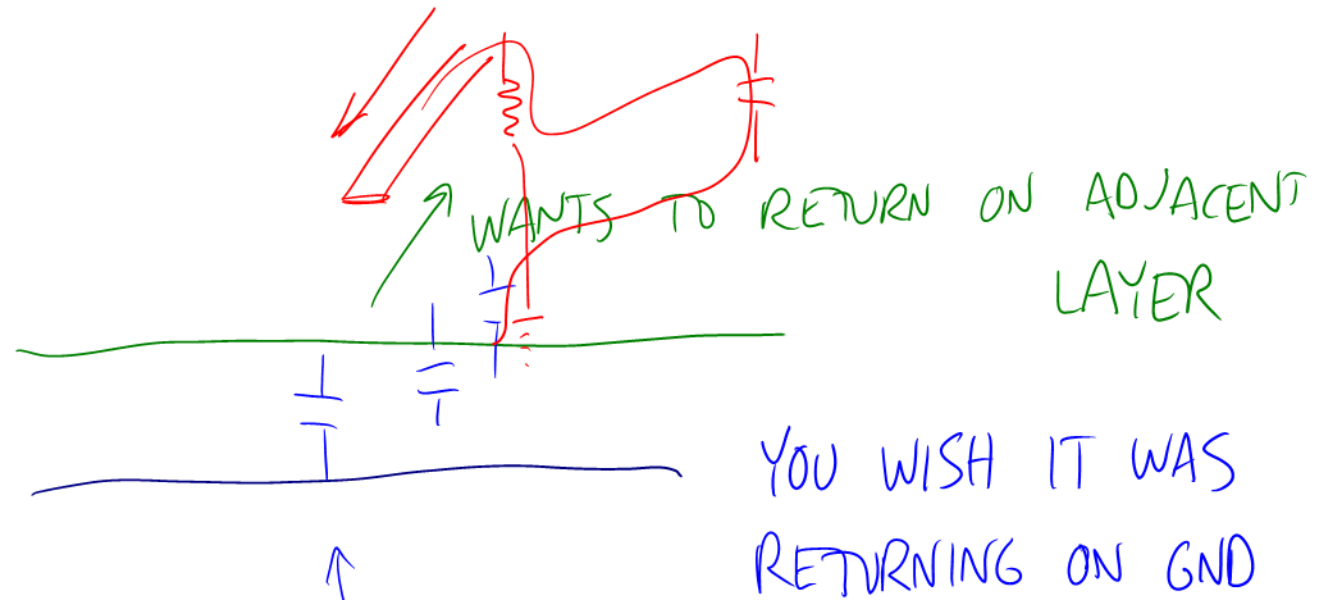 WANTS TO RETURN ON ADJACENT
LAYER
YOU WISH IT WAS
RETURNING ON GND